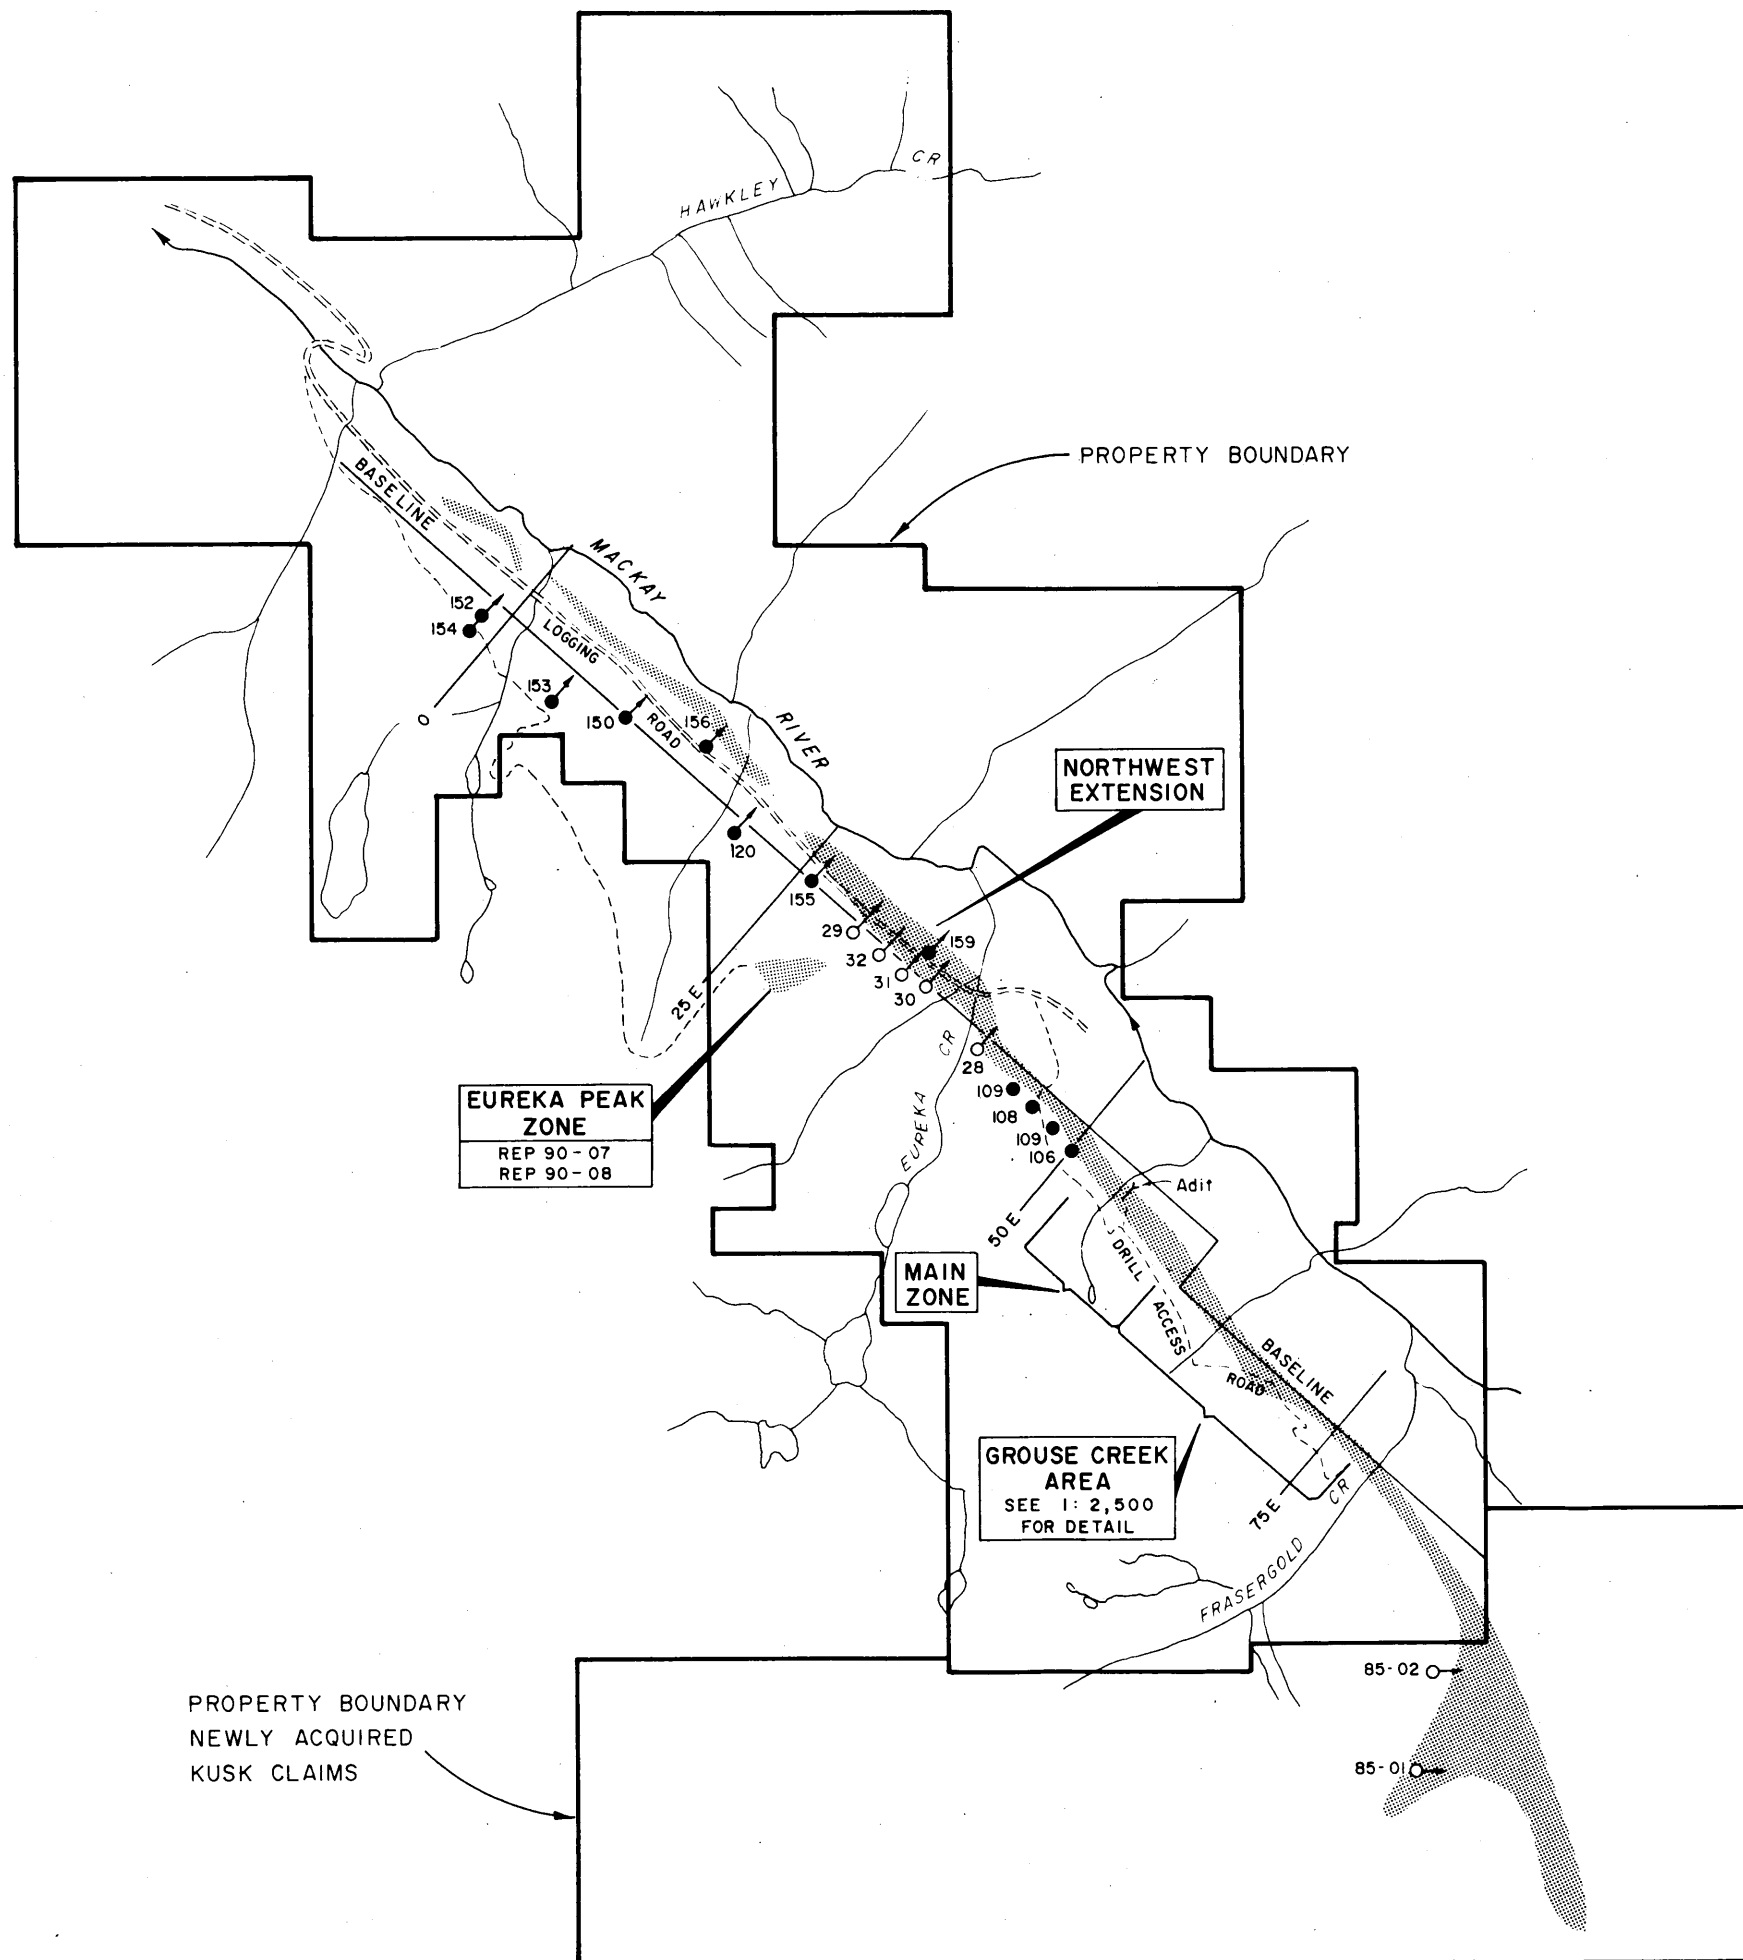 HAWKLEY CR
PROPERTY BOUNDARY
BASELINE
MACKAY RIVER
152
154
LOGGING ROAD
153
150
156
O
NORTHWEST
EXTENSION
120
155
29
32
31
30
159
25 E
CR
28
EUREKA PEAK
ZONE
REP 90-07
REP 90-08
EUREKA
109
108
109
106
Adit
50 E
DRILL ACCESS ROAD
MAIN
ZONE
BASELINE
GROUSE CREEK
AREA
SEE 1: 2,500
FOR DETAIL
75 E
FRASERGOLD CR
85-02
85-01
PROPERTY BOUNDARY
NEWLY ACQUIRED
KUSK CLAIMS